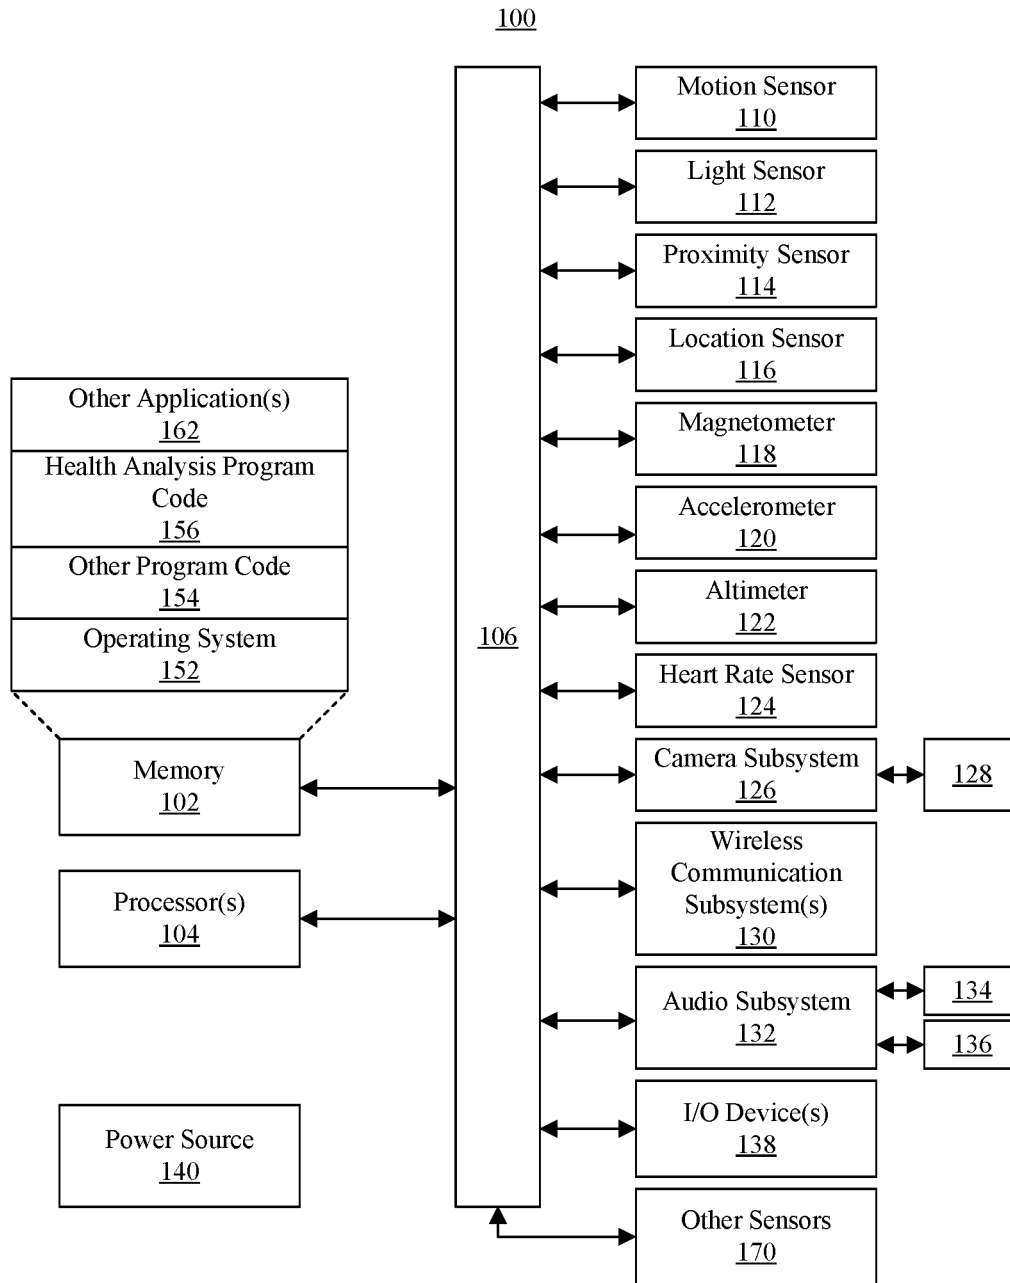 100
Motion Sensor
110
Light Sensor
112
Proximity Sensor
114
Location Sensor
116
Other Application(s)
162
Health Analysis Program
Code
156
Other Program Code
154
Operating System
152
Magnetometer
118
Accelerometer
120
Altimeter
122
106
Heart Rate Sensor
124
Memory
102
Camera Subsystem
126
128
Processor(s)
104
Wireless
Communication
Subsystem(s)
130
Audio Subsystem
132
134
136
Power Source
140
I/O Device(s)
138
Other Sensors
170